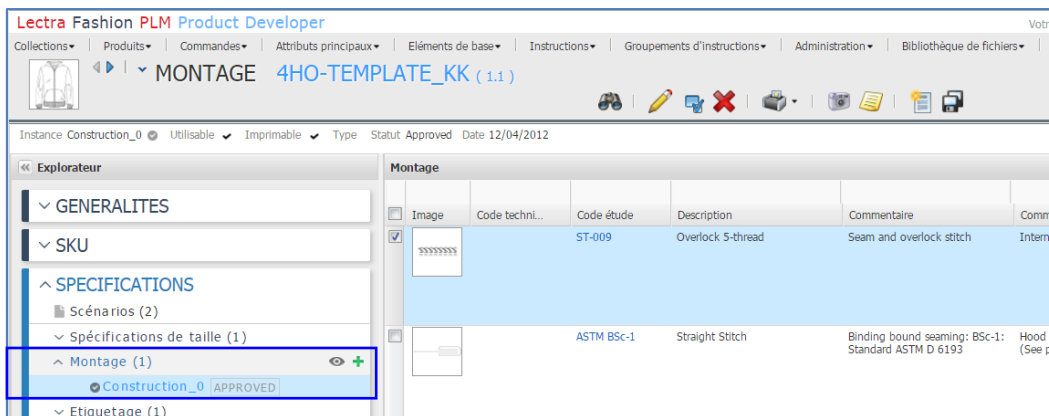 Lectra Fashion PLM Product Developer
Votr
Collections Produits Commandes Attributs principaux Eléments de base Instructions Groupements d'instructions Administration Bibliothèque de fichiers
MONTAGE 4HO-TEMPLATE_KK ( 1.1 )
Instance Construction_0 Utilisable Imprimable Type Statut Approved Date 12/04/2012
Explorateur
Montage
GENERALITES
SKU
SPECIFICATIONS
Scénarios (2)
Spécifications de taille (1)
Montage (1)
Construction_0 APPROVED
Etiquetage (1)
Image Code techni... Code étude Description Commentaire Comm
ST-009 Overlock 5-thread Seam and overlock stitch Intern
ASTM BSc-1 Straight Stitch Binding bound seaming: BSc-1: Hood
Standard ASTM D 6193 (See p